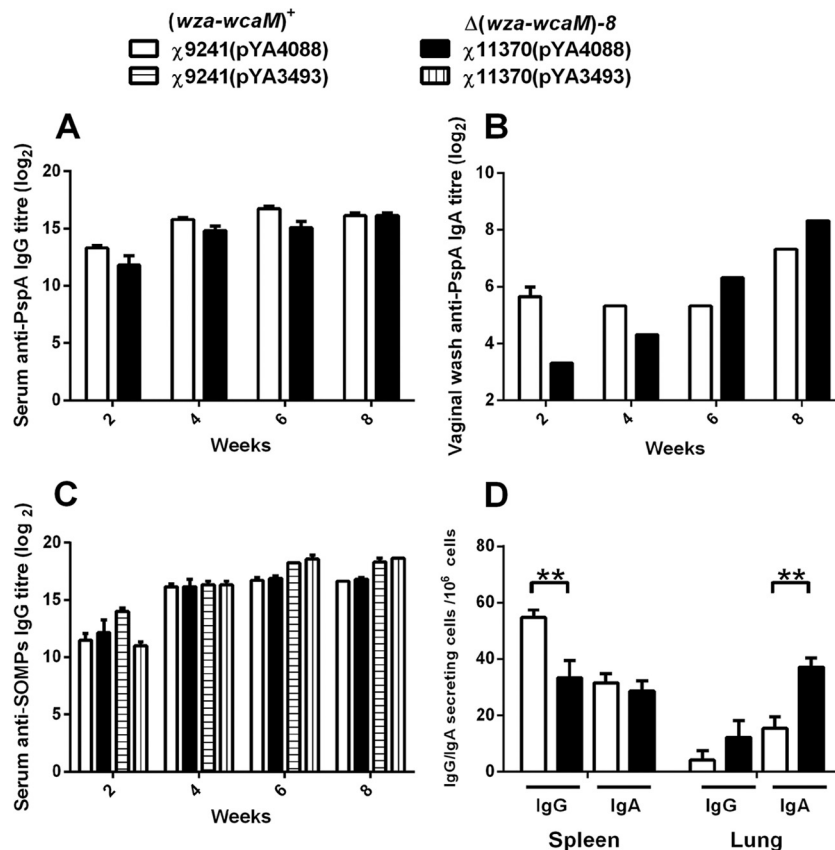 (wza-wcaM)+
Δ(wza-wcaM)-8
χ9241(pYA4088)
χ11370(pYA4088)
χ9241(pYA3493)
χ11370(pYA3493)
A
Serum anti-PspA IgG titre (log2)
20
15
10
5
0
2 4 6 8
Weeks
B
Vaginal wash anti-PspA IgA titre (log2)
10
8
6
4
2
2 4 6 8
Weeks
C
Serum anti-SOMPs IgG titre (log 2)
20
15
10
5
0
2 4 6 8
Weeks
D
IgG/IgA secreting cells /10⁶ cells
80
60
40
20
0
** **
IgG IgA IgG IgA
Spleen Lung